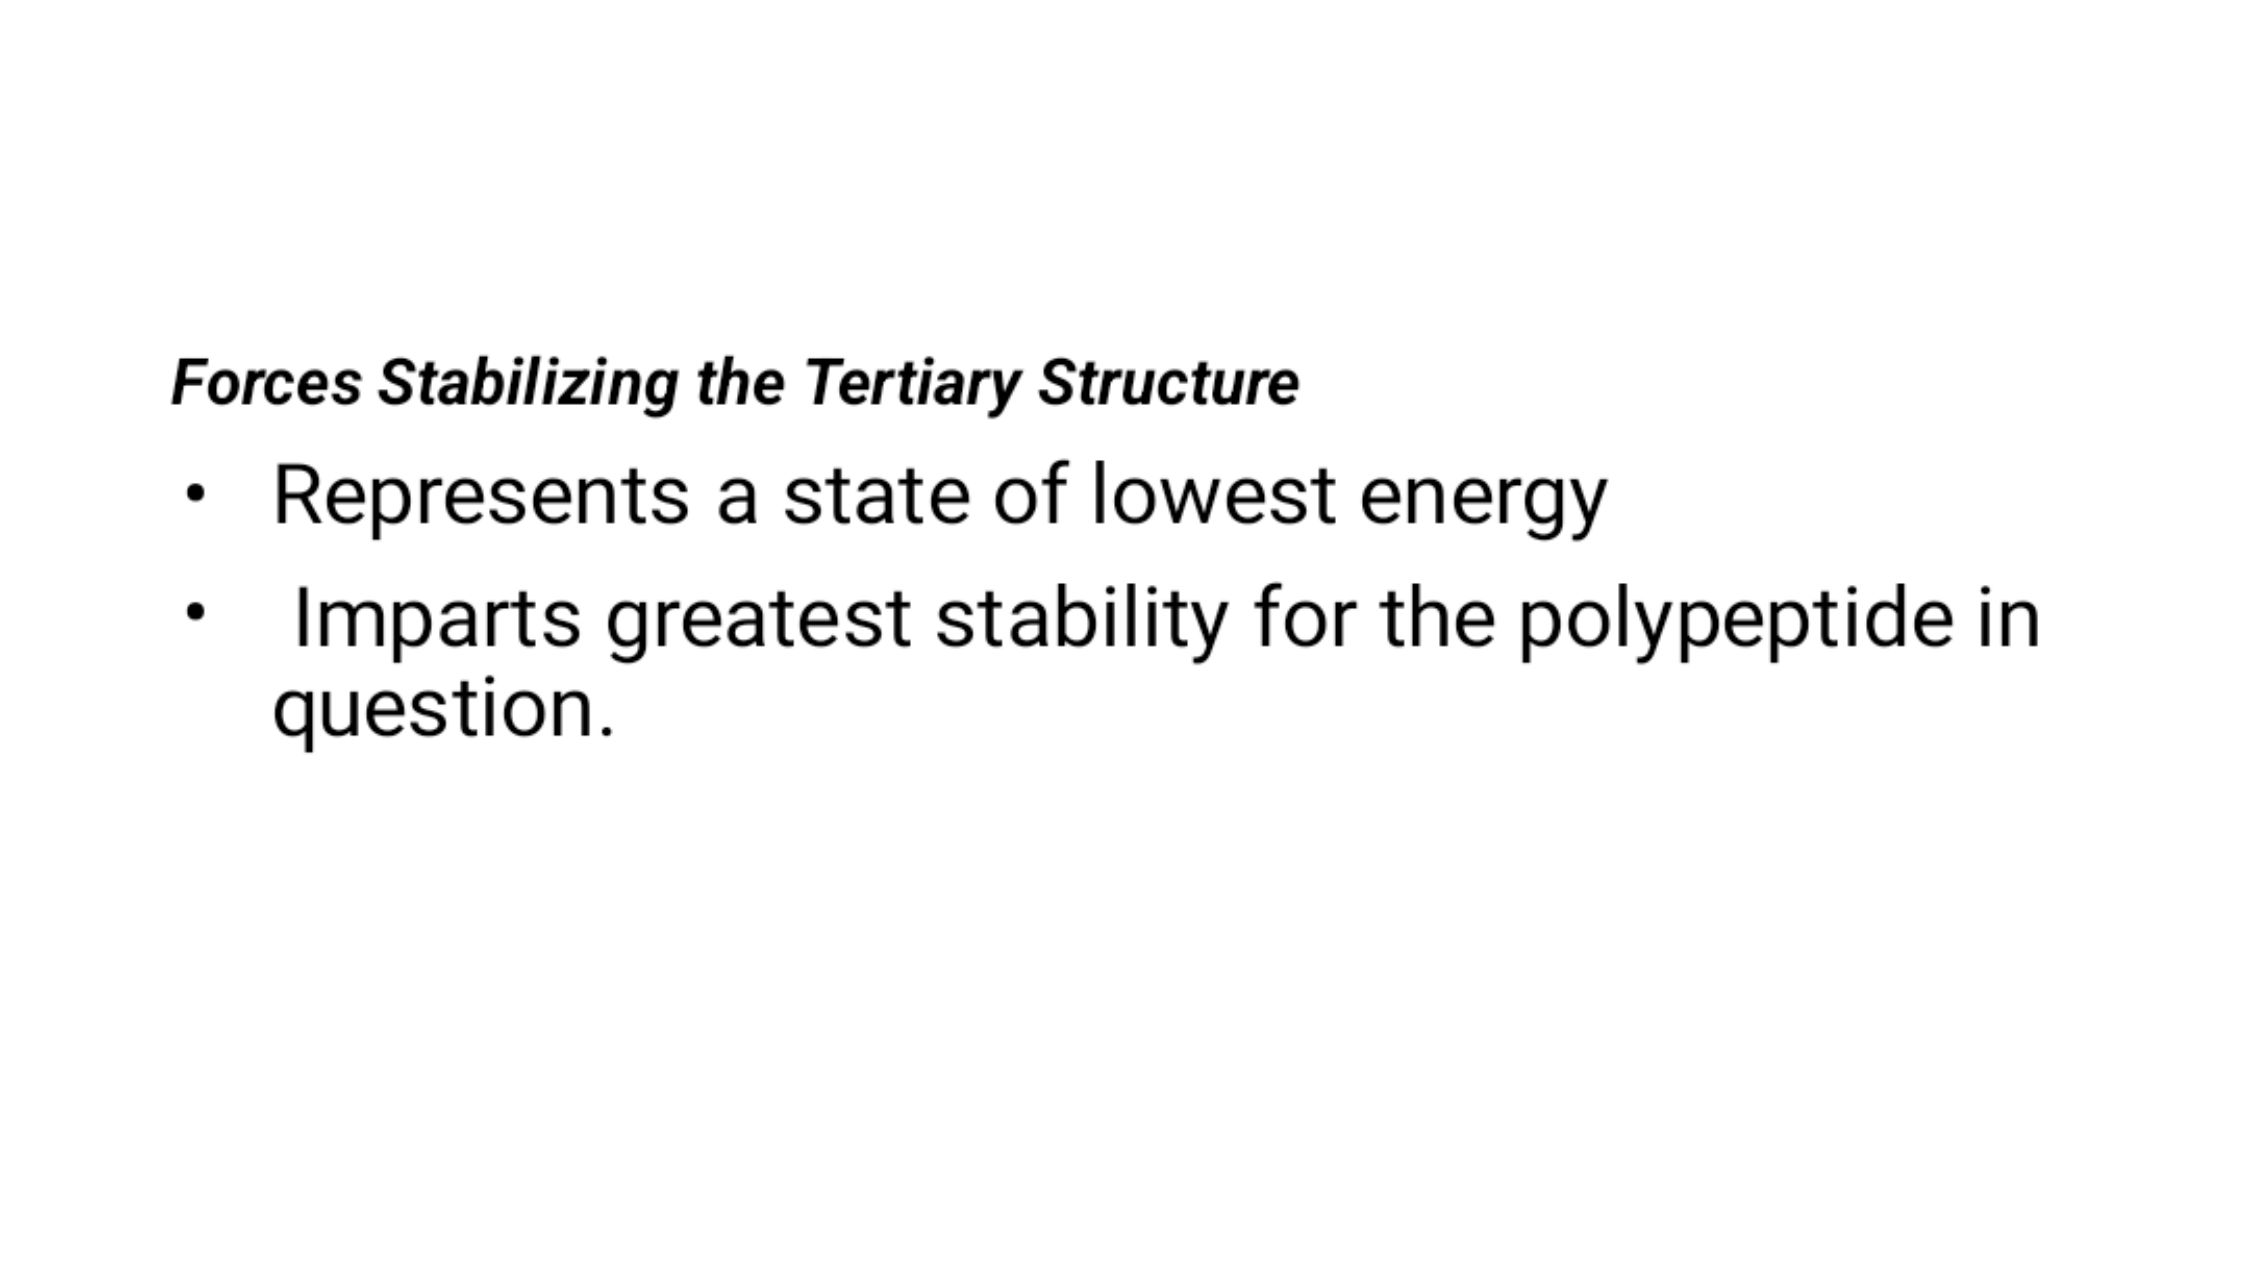 Forces Stabilizing the Tertiary Structure
• Represents a state of lowest energy
• Imparts greatest stability for the polypeptide in
question.